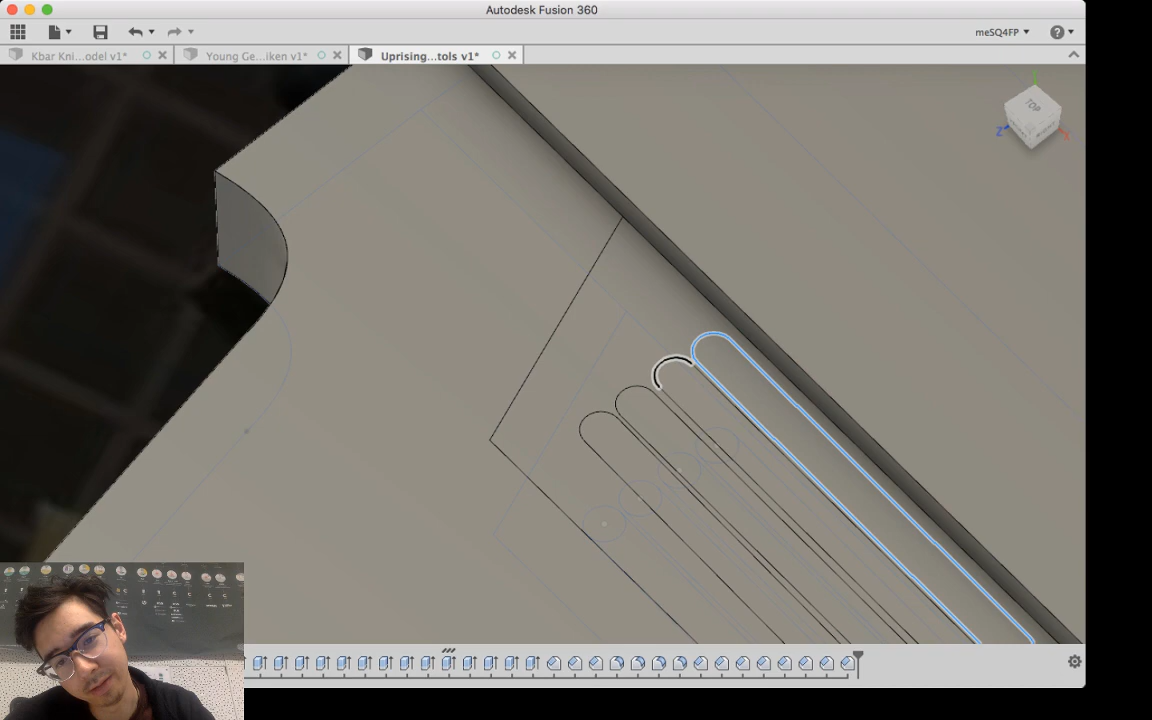 Autodesk Fusion 360
meSQ4FP
Kbar Kni...odel v1*
Young Ge...iken v1*
Uprising...tols v1*
TOP
Z
X